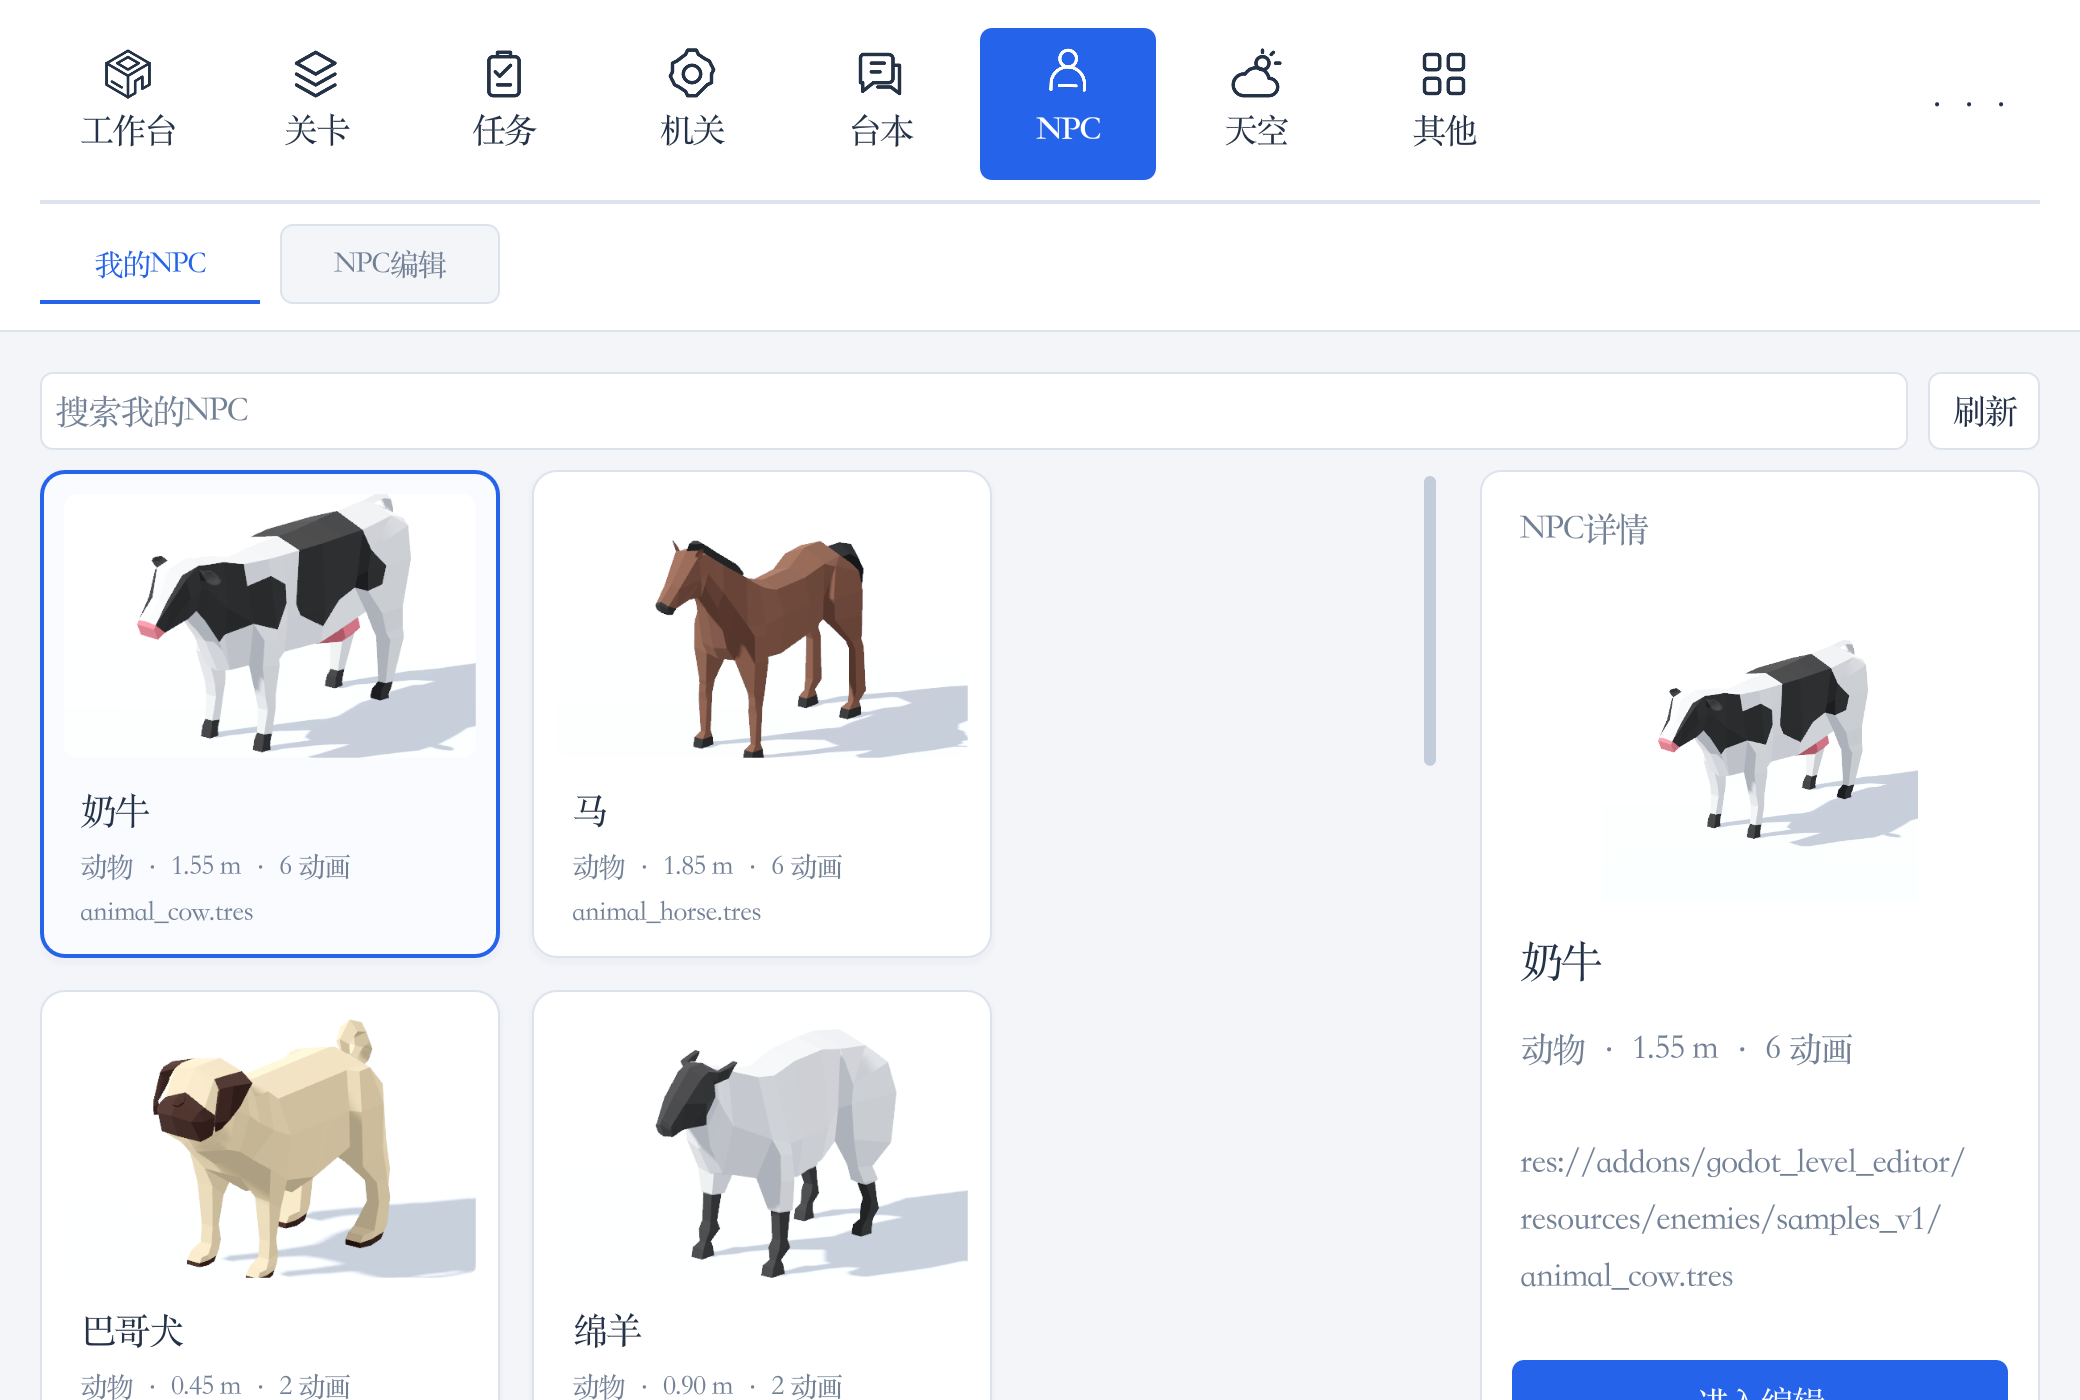 工作台
关卡
任务
机关
台本
NPC
天空
其他
· · ·
我的NPC
NPC编辑
搜索我的NPC
刷新
奶牛
动物 · 1.55 m · 6 动画
animal_cow.tres
马
动物 · 1.85 m · 6 动画
animal_horse.tres
巴哥犬
动物 · 0.45 m · 2 动画
绵羊
动物 · 0.90 m · 2 动画
NPC详情
奶牛
动物 · 1.55 m · 6 动画
res://addons/godot_level_editor/
resources/enemies/samples_v1/
animal_cow.tres
进入编辑